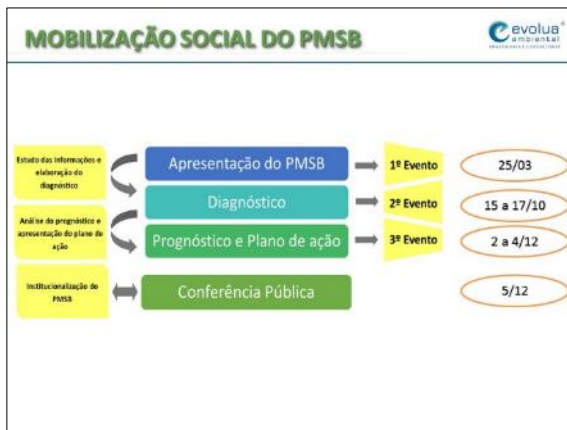 MOBILIZAÇÃO SOCIAL DO PMSB
evolua
ambiental
Estudo das informações e
elaboração do
diagnóstico
Apresentação do PMSB
1º Evento
25/03
Diagnóstico
2º Evento
15 a 17/10
Análise do prognóstico e
apresentação do plano de
ação
Prognóstico e Plano de ação
3º Evento
2 a 4/12
Institucionalização do
PMSB
Conferência Pública
5/12